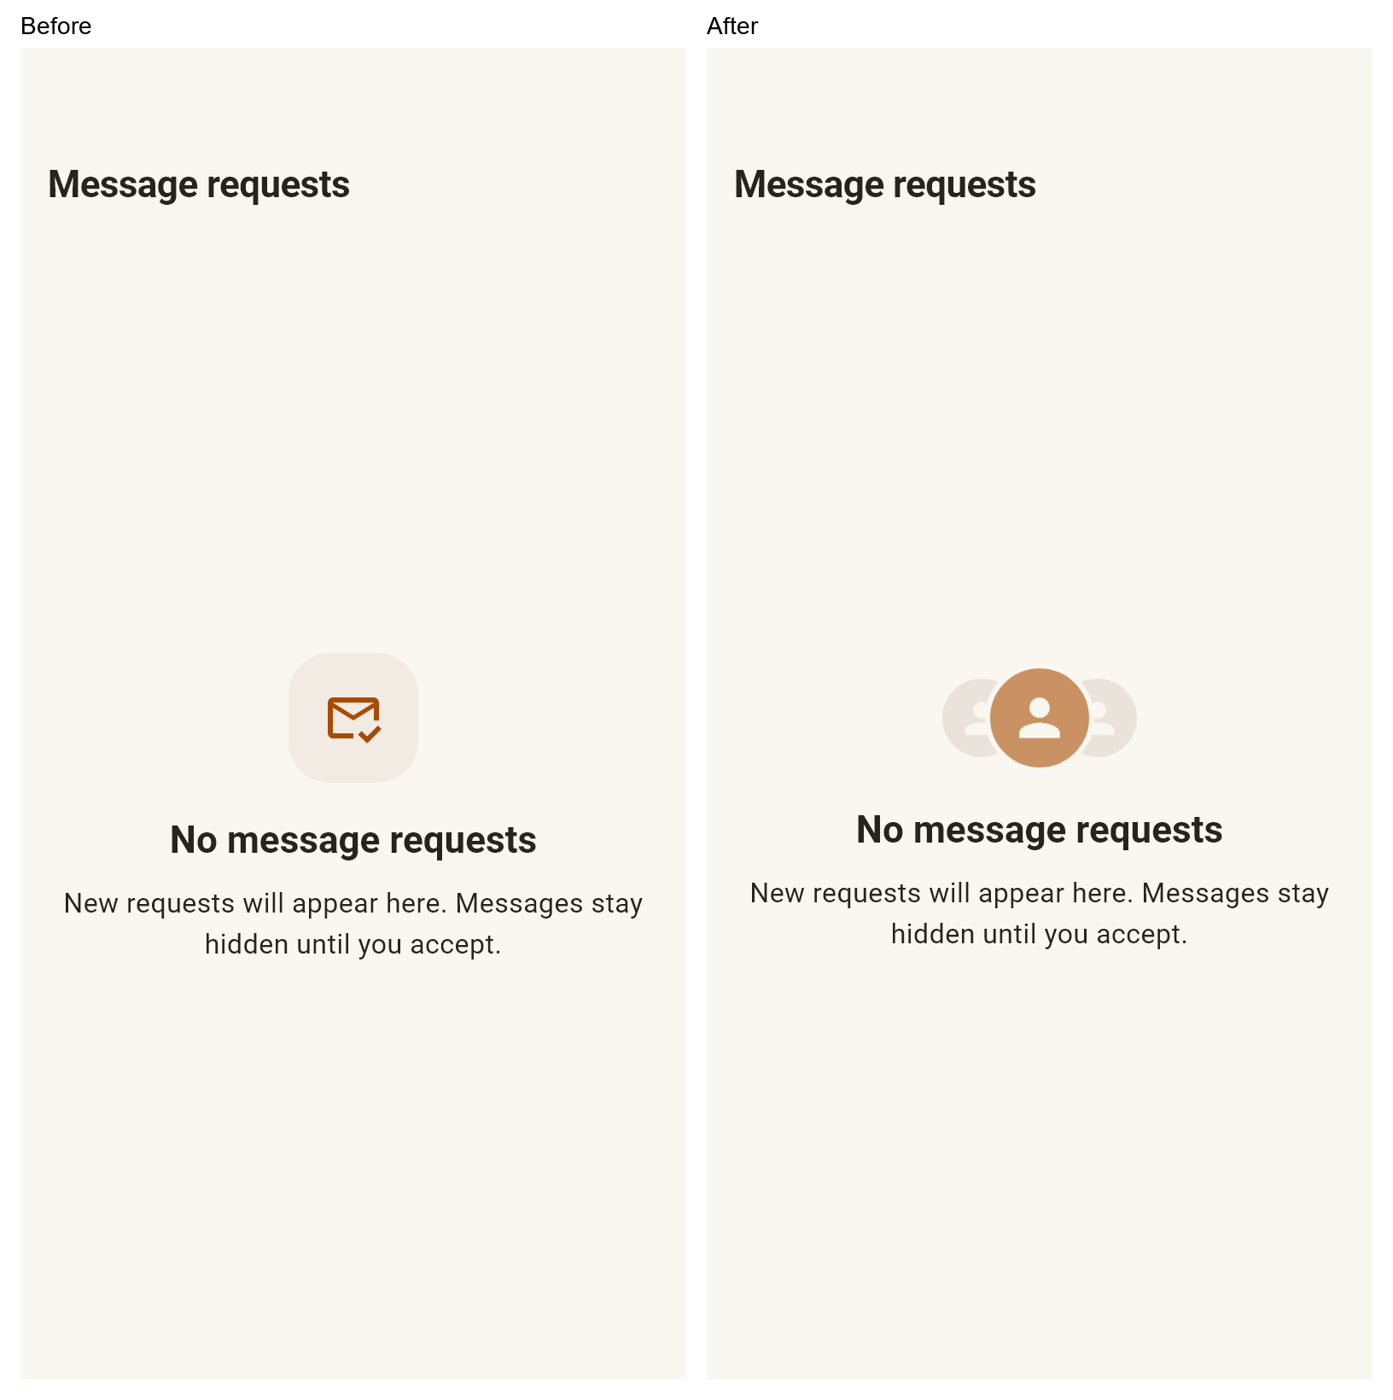 Before
After
Message requests
Message requests
No message requests
New requests will appear here. Messages stay
hidden until you accept.
No message requests
New requests will appear here. Messages stay
hidden until you accept.